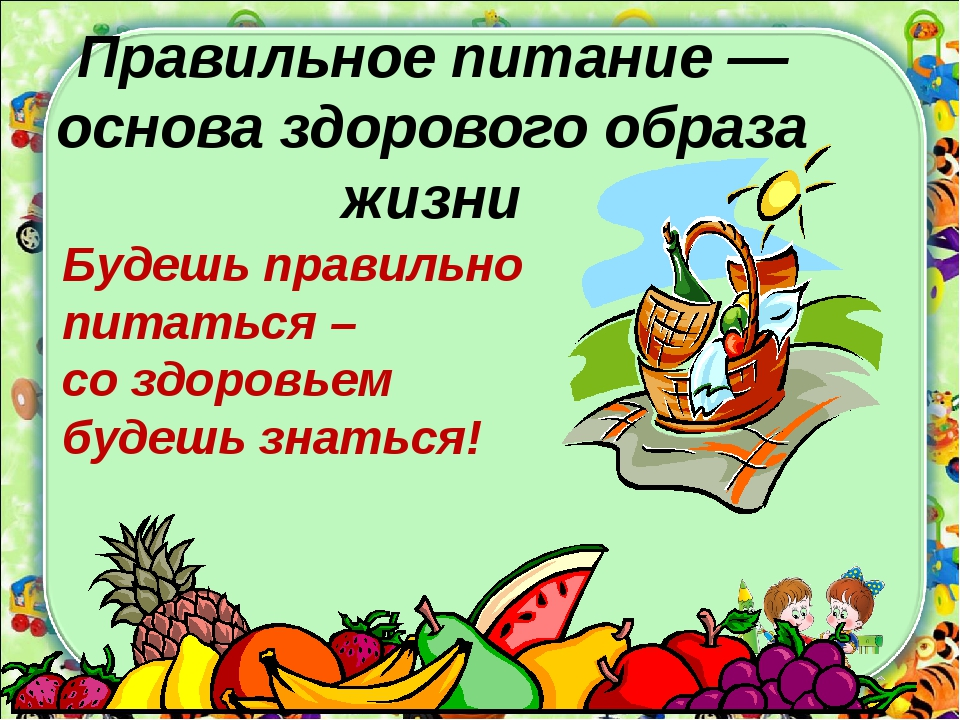 Правильное питание —
основа здорового образа
жизни
Будешь правильно
питаться –
со здоровьем
будешь знаться!